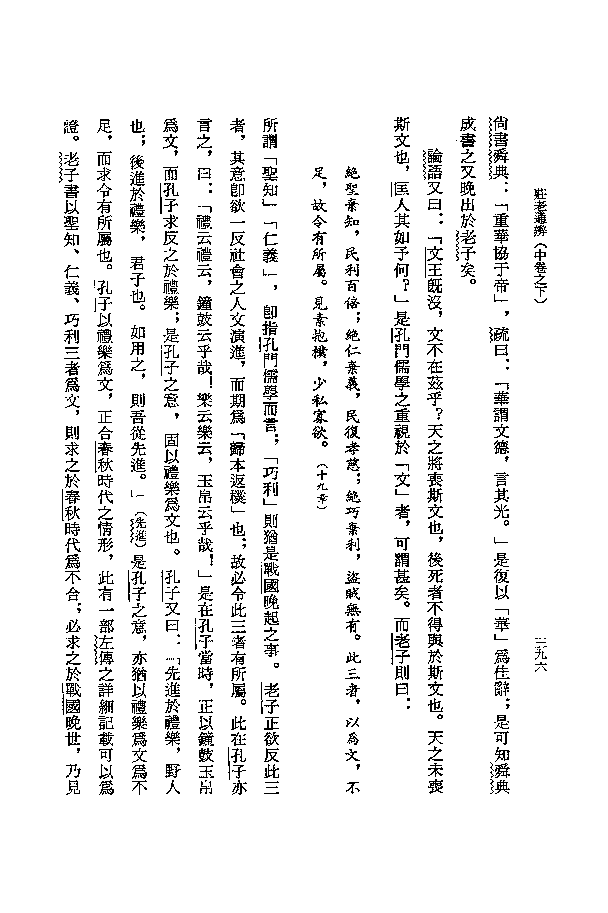 莊老通辨（中卷之下）
三九六
尚書舜典：「重華協于帝」，疏曰：「華謂文德，言其光。」是復以「華」爲佳辭；是可知舜典
成書之又晚出於老子矣。
論語又曰：「文王既沒，文不在茲乎？天之將喪斯文也，後死者不得與於斯文也。天之未喪
斯文也，匡人其如予何？」是孔門儒學之重視於「文」者，可謂甚矣。而老子則曰：
絕聖棄知，民利百倍；絕仁棄義，民復孝慈；絕巧棄利，盜賊無有。此三者，以爲文，不
足，故令有所屬。見素抱樸，少私寡欲。（十九章）
所謂「聖知」「仁義」，卽指孔門儒學而言；「巧利」則猶是戰國晚起之事。老子正欲反此三
者，其意卽欲一反社會之人文演進，而期爲「歸本返樸」也；故必令此三者有所屬。此在孔子亦
言之，曰：「禮云禮云，鐘鼓云乎哉！樂云樂云，玉帛云乎哉！」是在孔子當時，正以鐘鼓玉帛
爲文，而孔子求反之於禮樂；是孔子之意，固以禮樂爲文也。孔子又曰：「先進於禮樂，野人
也；後進於禮樂，君子也。如用之，則吾從先進。」（先進）是孔子之意，亦猶以禮樂爲文爲不
足，而求令有所屬也。孔子以禮樂爲文，正合春秋時代之情形，此有一部左傳之詳細記載可以爲
證。老子書以聖知、仁義、巧利三者爲文，則求之於春秋時代爲不合；必求之於戰國晚世，乃見